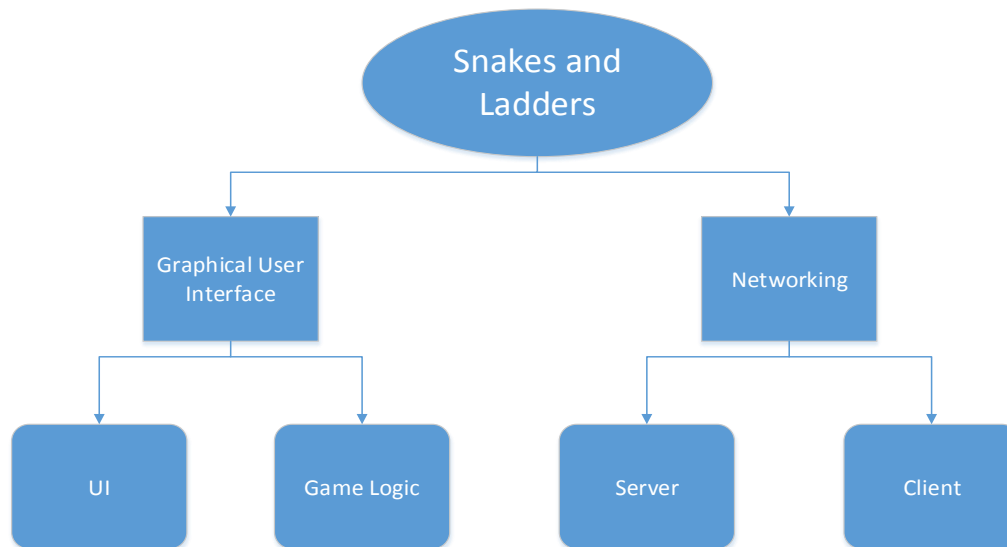 Snakes and
Ladders
Graphical User
Interface
Networking
UI
Game Logic
Server
Client